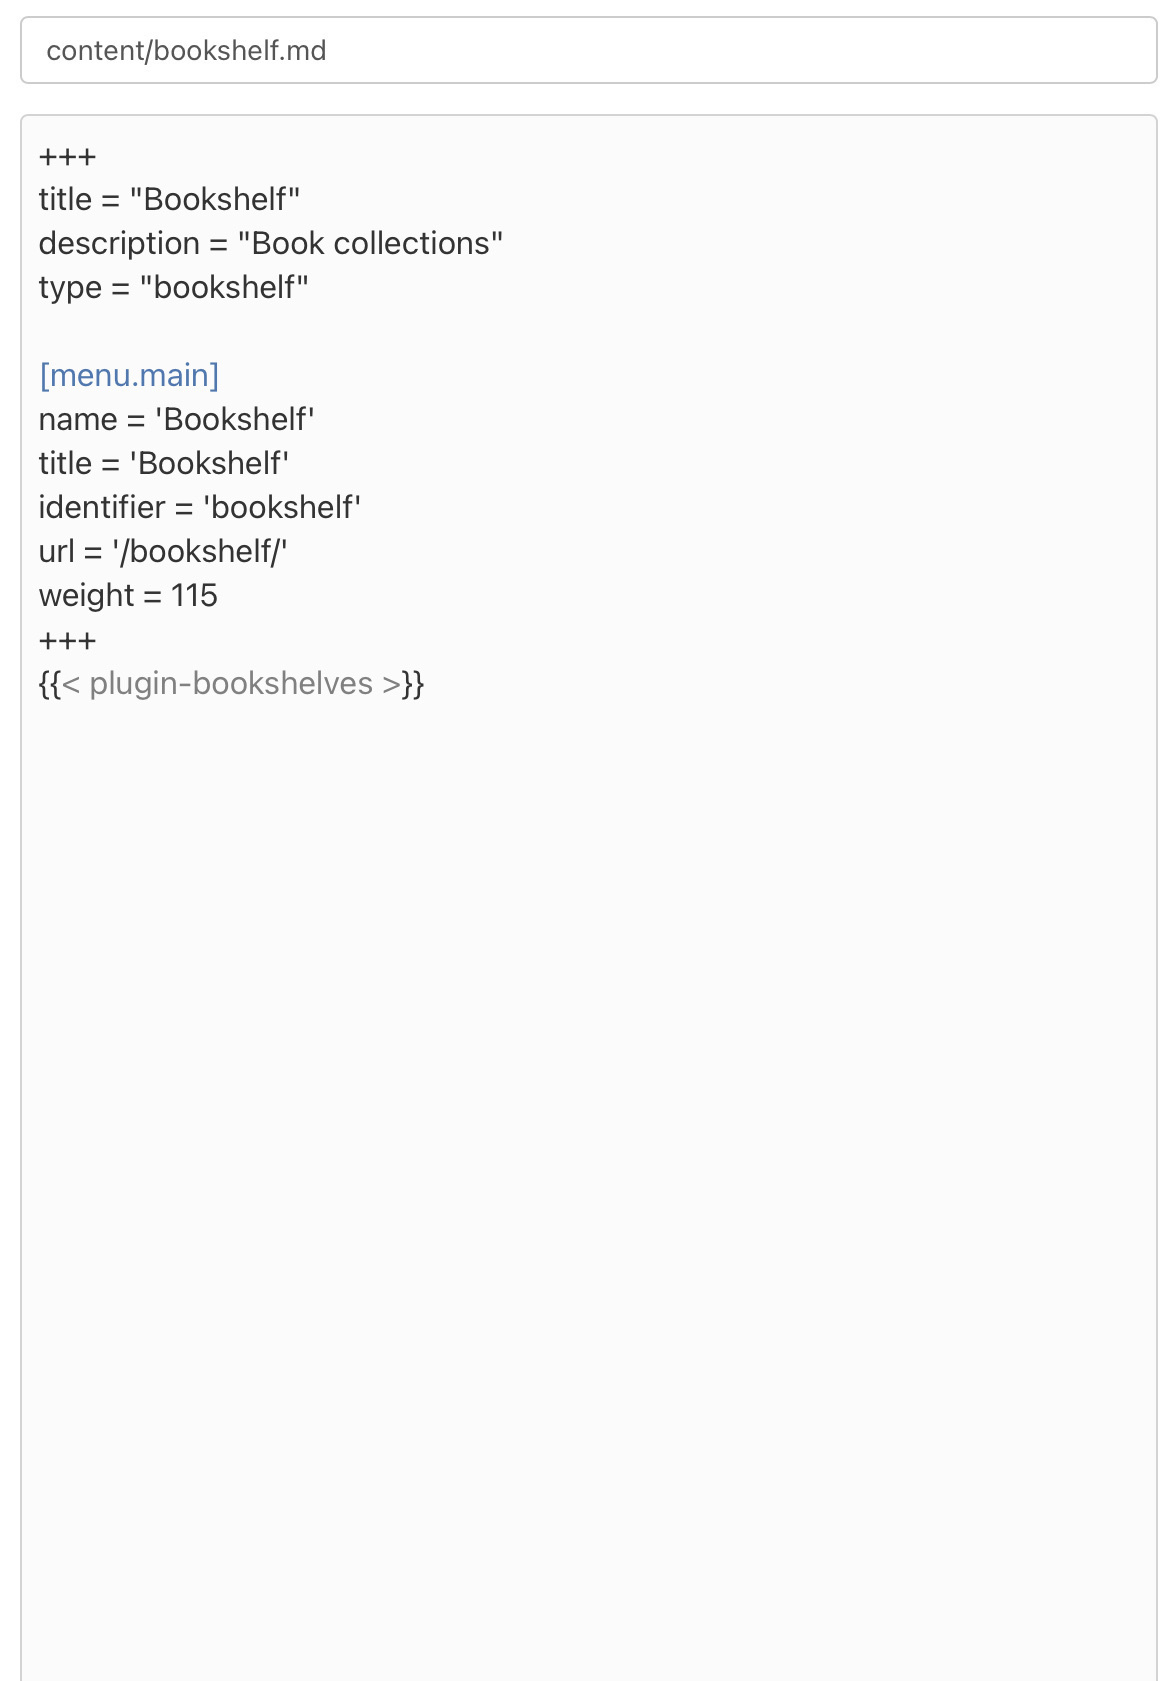 content/bookshelf.md
+++
title = "Bookshelf"
description = "Book collections"
type = "bookshelf"

[menu.main]
name = 'Bookshelf'
title = 'Bookshelf'
identifier = 'bookshelf'
url = '/bookshelf/'
weight = 115
+++
{{< plugin-bookshelves >}}